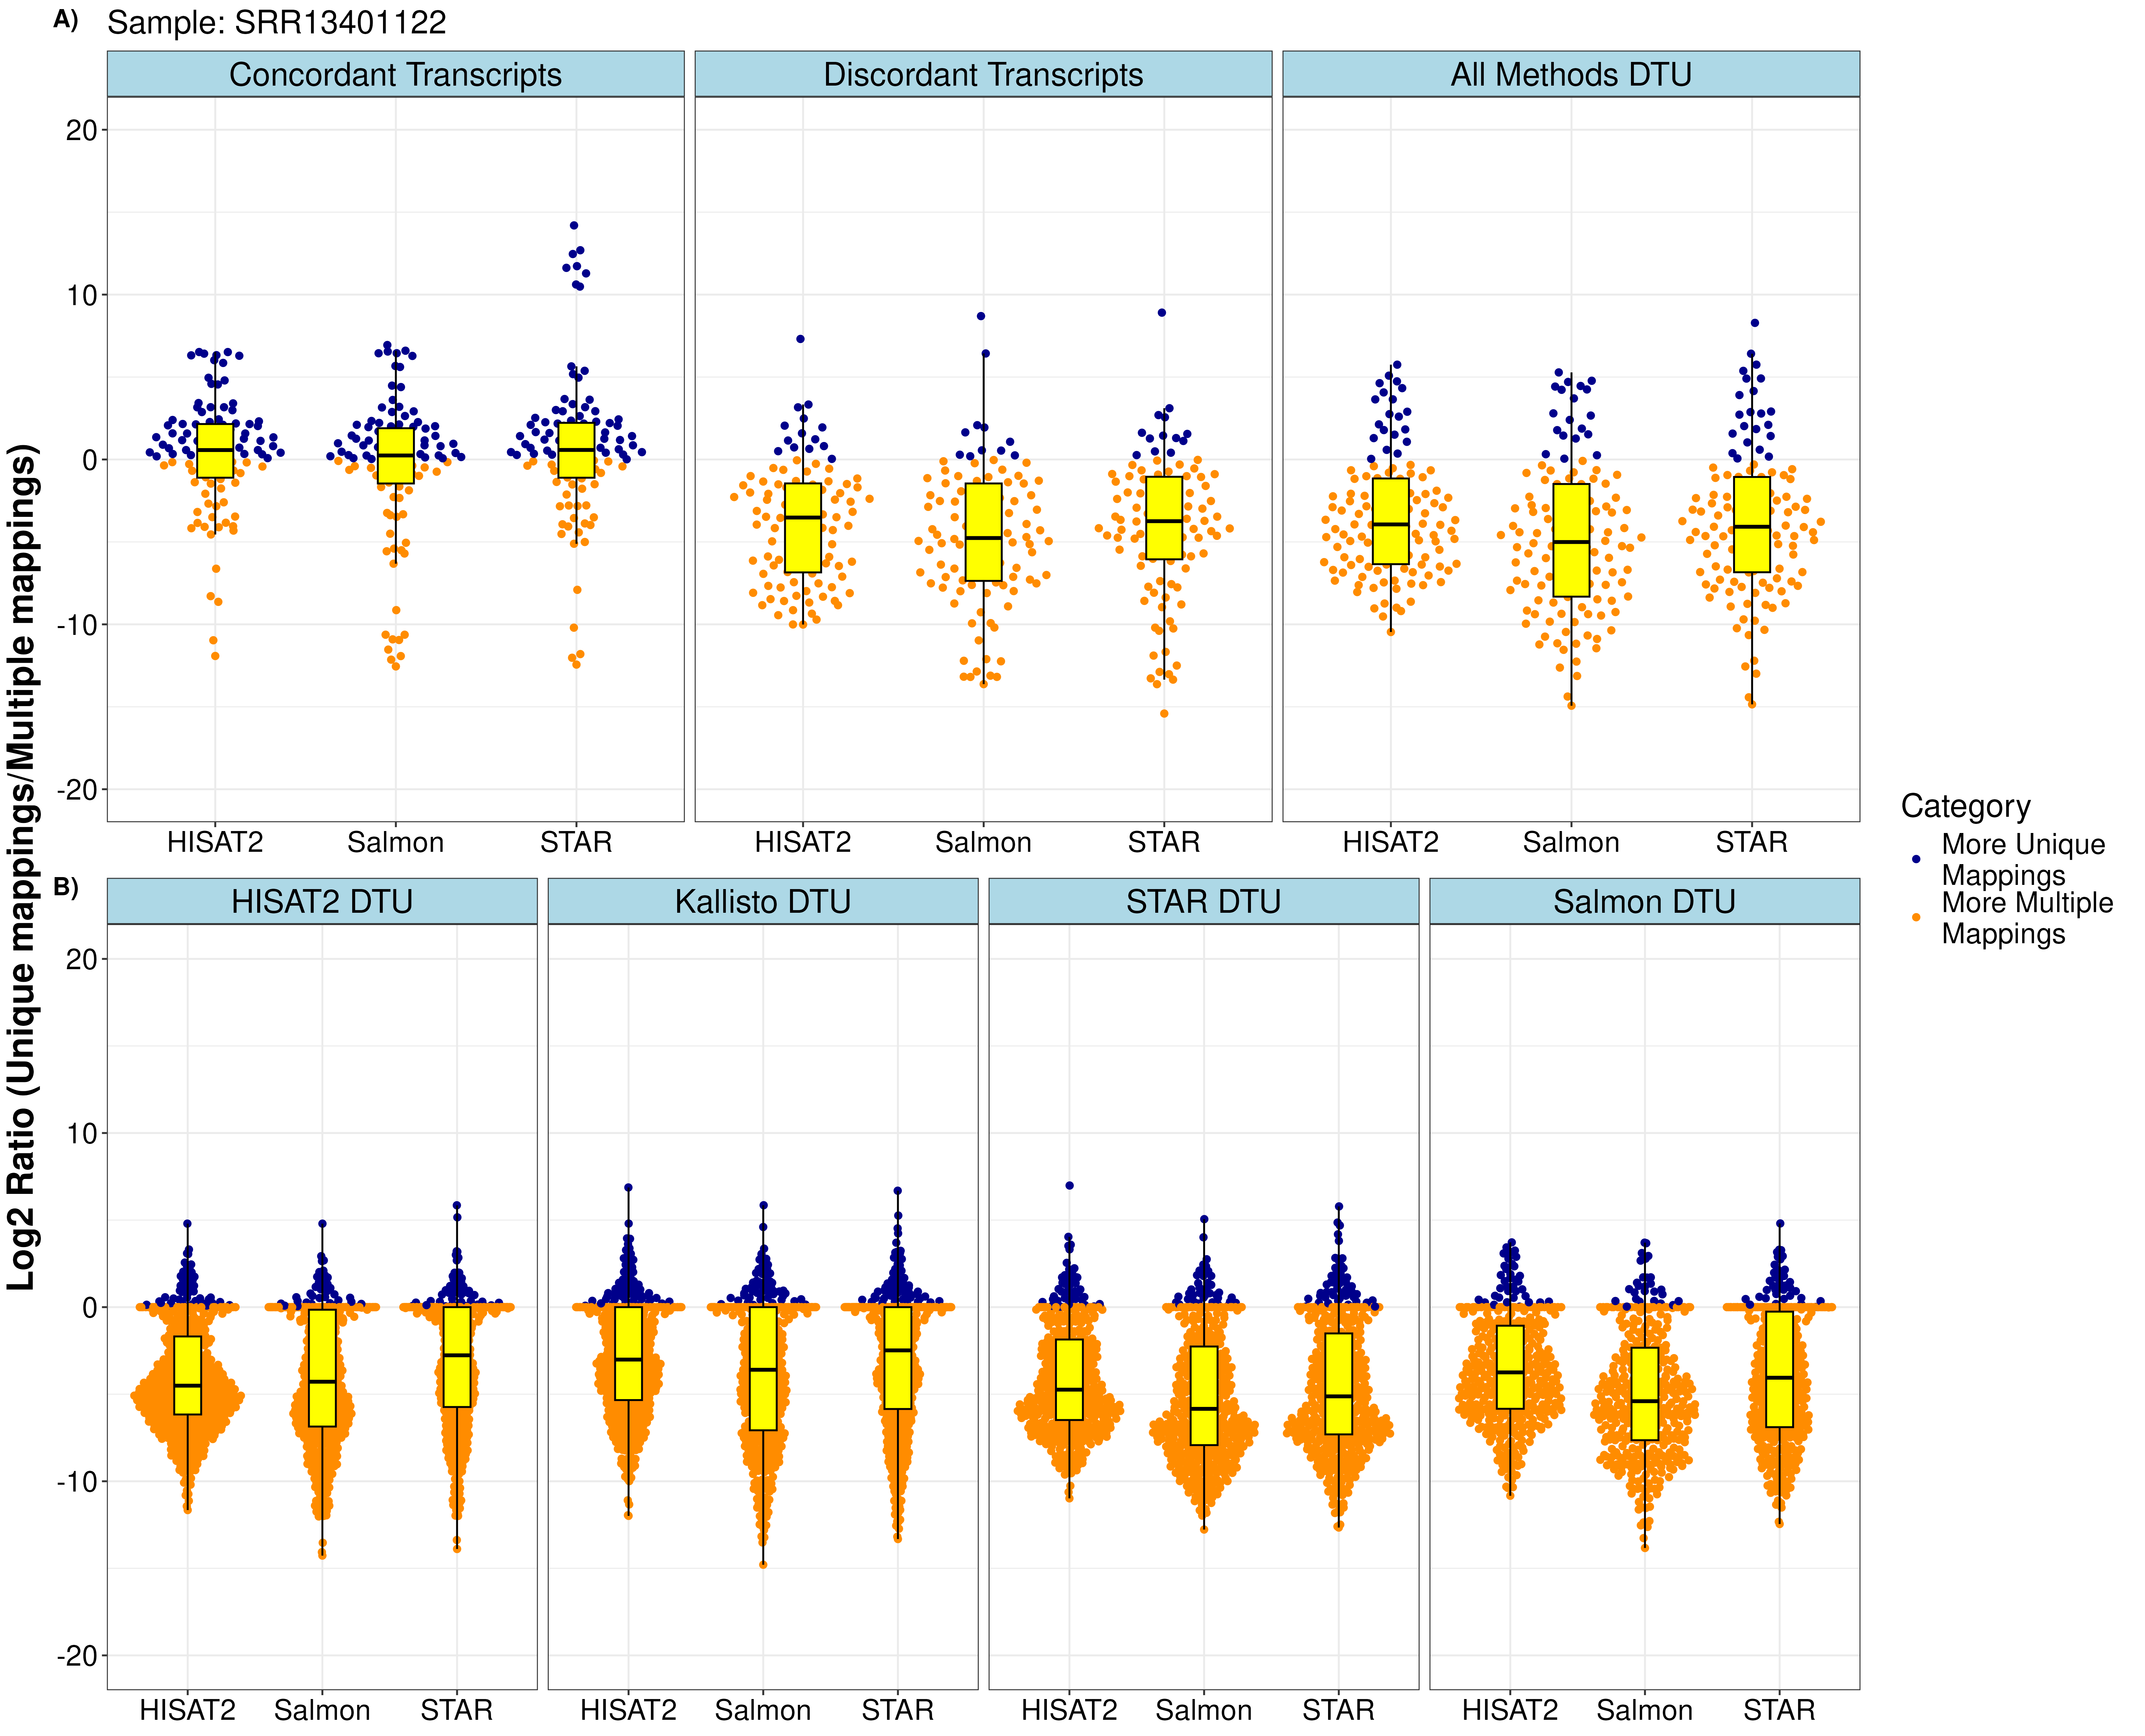 A)
Sample: SRR13401122
Concordant Transcripts
Discordant Transcripts
All Methods DTU
20
10
0
-10
-20
HISAT2
Salmon
STAR
HISAT2
Salmon
STAR
HISAT2
Salmon
STAR
Log2 Ratio (Unique mappings/Multiple mappings)
B)
HISAT2 DTU
Kallisto DTU
STAR DTU
Salmon DTU
20
10
0
-10
-20
HISAT2
Salmon
STAR
HISAT2
Salmon
STAR
HISAT2
Salmon
STAR
HISAT2
Salmon
STAR
Category
More Unique
Mappings
More Multiple
Mappings